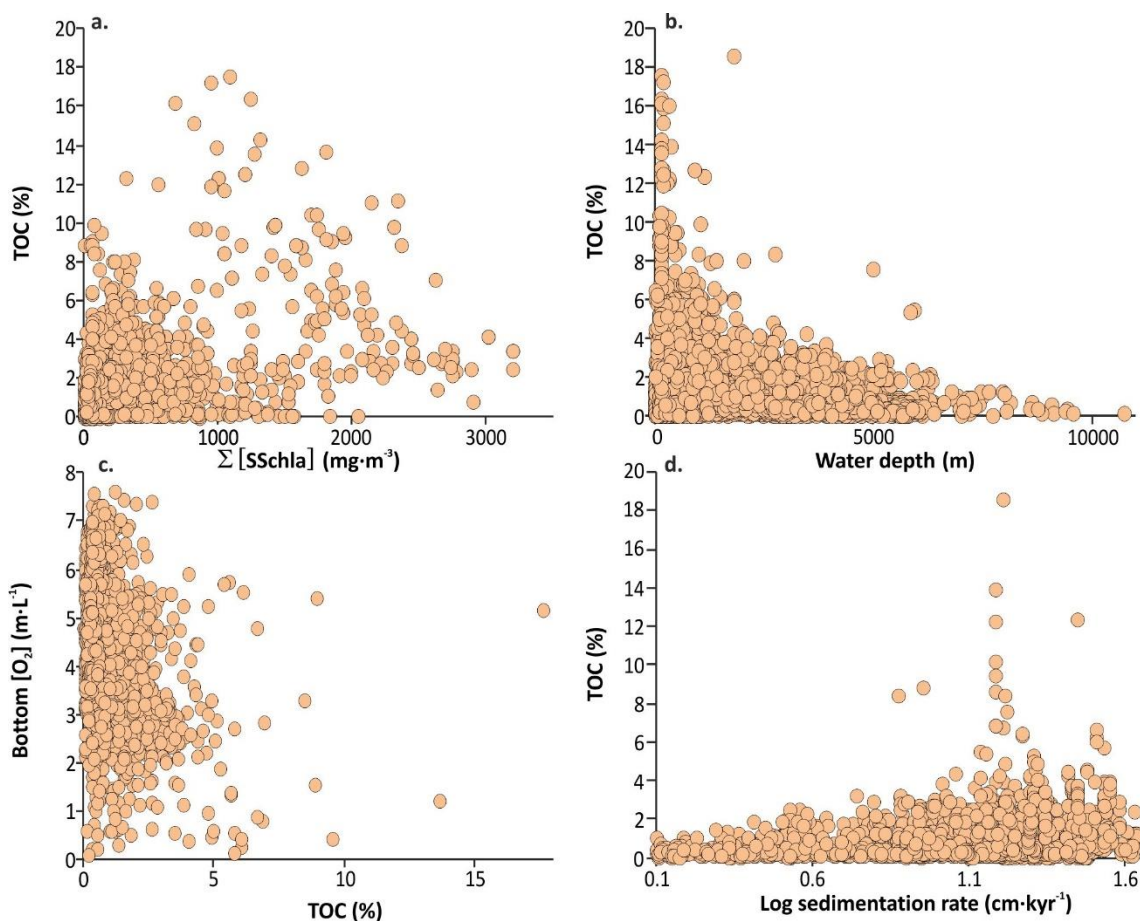 a.
20
18
16
14
12
10
8
6
4
2
0
TOC (%)
0 1000 2000 3000
Σ [SSchla] (mg·m⁻³)
b.
20
18
16
14
12
10
8
6
4
2
0
TOC (%)
0 5000 10000
Water depth (m)
c.
8
7
6
5
4
3
2
1
0
Bottom [O₂] (m·L⁻¹)
0 5 10 15
TOC (%)
d.
20
18
16
14
12
10
8
6
4
2
0
TOC (%)
0.1 0.6 1.1 1.6
Log sedimentation rate (cm·kyr⁻¹)